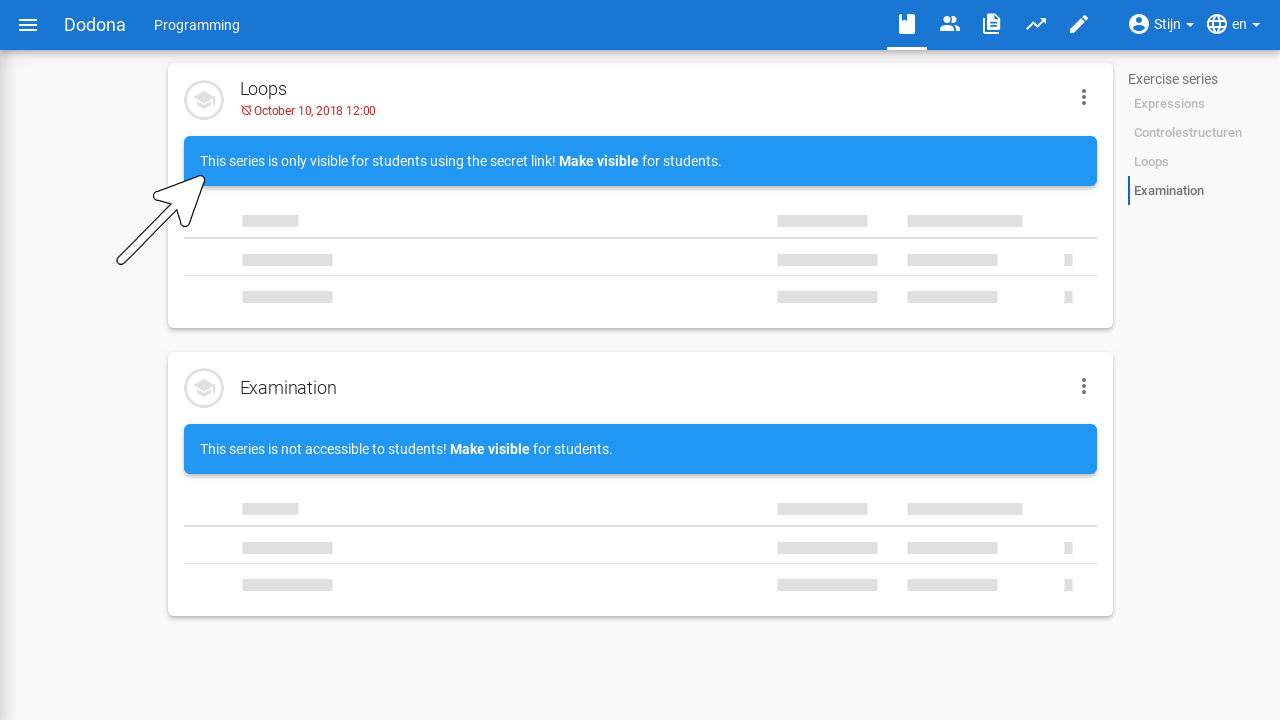 Dodona Programming Stijn en
Loops
October 10, 2018 12:00
This series is only visible for students using the secret link! Make visible for students.
Examination
This series is not accessible to students! Make visible for students.
Exercise series
Expressions
Controlestructuren
Loops
Examination